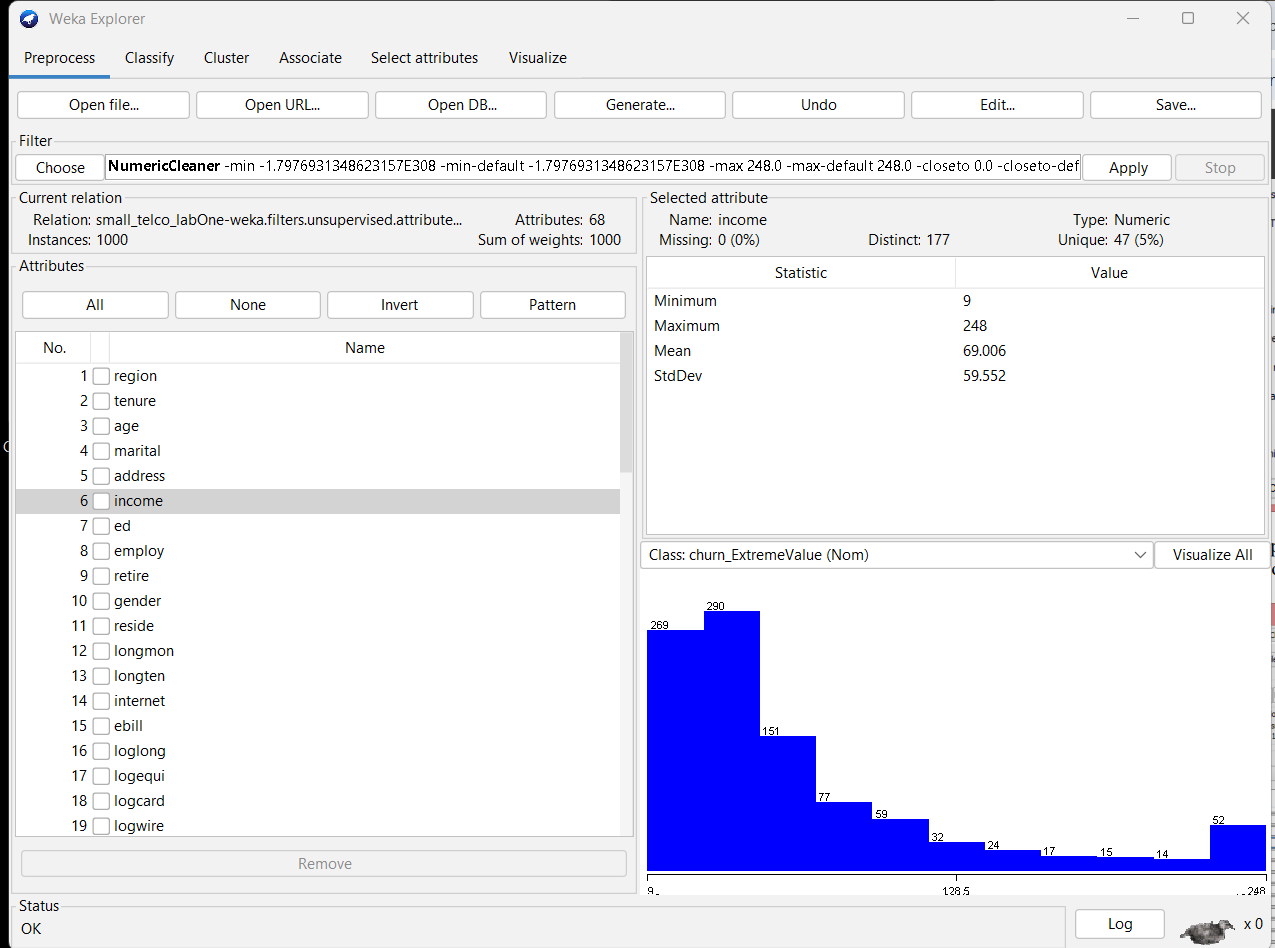 Weka Explorer
Preprocess Classify Cluster Associate Select attributes Visualize
Open file... Open URL... Open DB... Generate... Undo Edit... Save...
Filter
Choose NumericCleaner -min -1.7976931348623157E308 -min-default -1.7976931348623157E308 -max 248.0 -max-default 248.0 -closeto 0.0 -closeto-def Apply Stop
Current relation
Relation: small_telco_labOne-weka.filters.unsupervised.attribute... Attributes: 68
Instances: 1000 Sum of weights: 1000
Attributes
All None Invert Pattern
No. Name
1 region
2 tenure
3 age
4 marital
5 address
6 income
7 ed
8 employ
9 retire
10 gender
11 reside
12 longmon
13 longten
14 internet
15 ebill
16 loglong
17 logequi
18 logcard
19 logwire
Remove
Selected attribute
Name: income Type: Numeric
Missing: 0 (0%) Distinct: 177 Unique: 47 (5%)
Statistic Value
Minimum 9
Maximum 248
Mean 69.006
StdDev 59.552
Class: churn_ExtremeValue (Nom) Visualize All
269 290 151 77 59 32 24 17 15 14 52
9 128.5 248
Status
OK
Log x 0